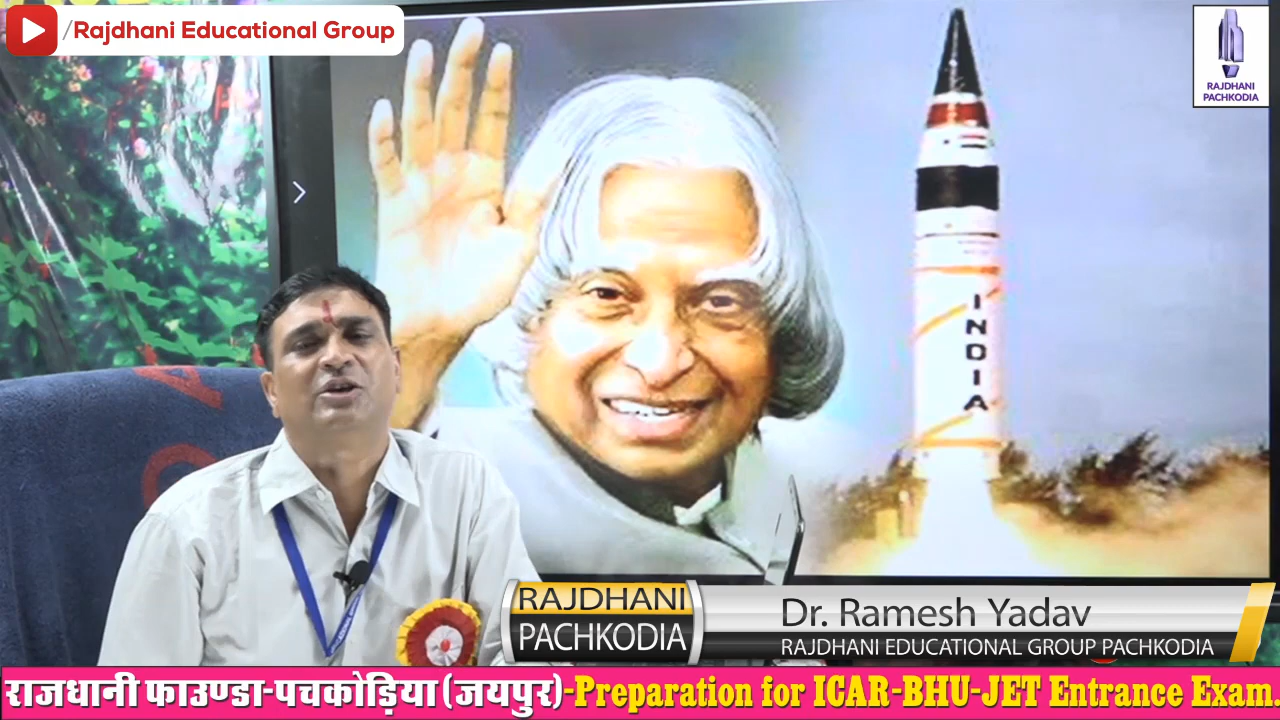 /Rajdhani Educational Group
RAJDHANI
PACHKODIA
INDIA
RAJDHANI
PACHKODIA
Dr. Ramesh Yadav
RAJDHANI EDUCATIONAL GROUP PACHKODIA
राजधानी फाउण्डा-पचकोड़िया (जयपुर)-Preparation for ICAR-BHU-JET Entrance Exam.